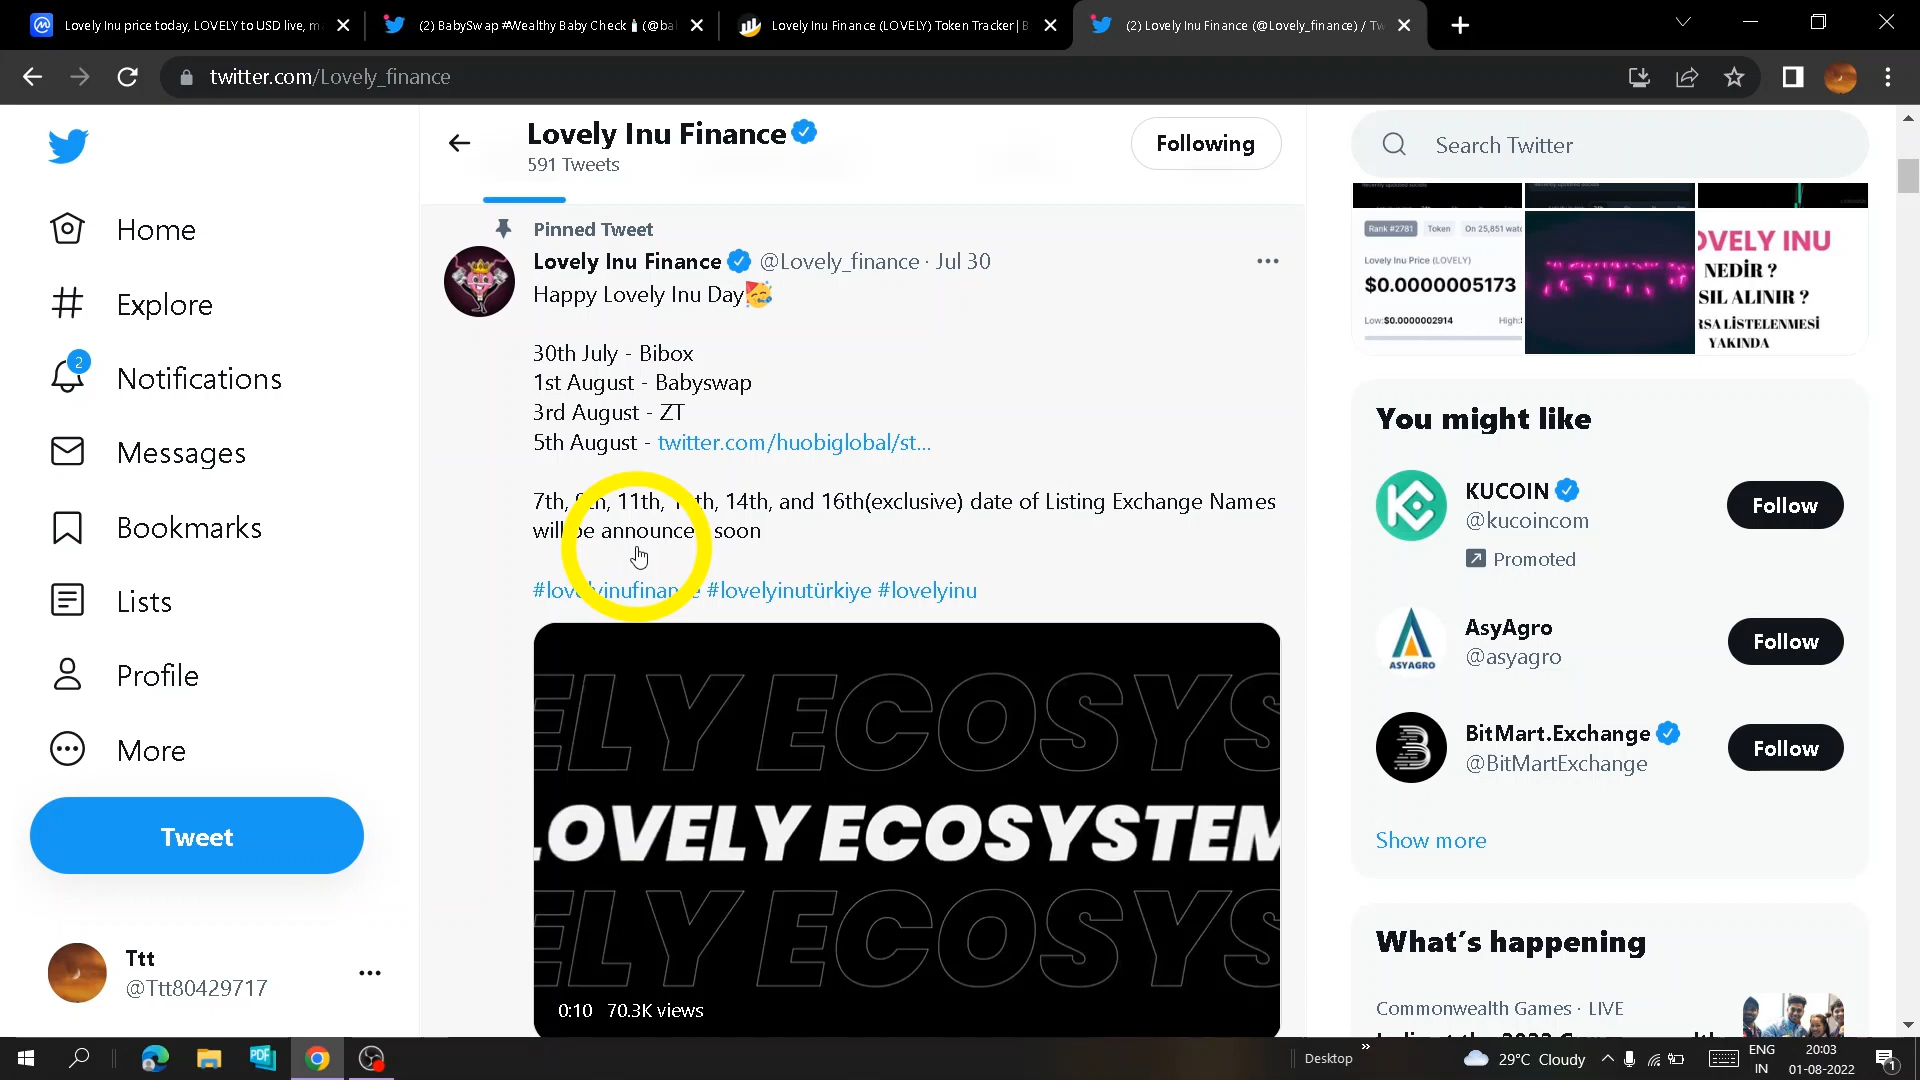 Lovely Inu price today, LOVELY to USD live, m
(2) BabySwap #Wealthy Baby Check (@ba
Lovely Inu Finance (LOVELY) Token Tracker | B
(2) Lovely Inu Finance (@Lovely_finance) / Tw
twitter.com/Lovely_finance
Lovely Inu Finance
591 Tweets
Following
Search Twitter
Home
Explore
2
Notifications
Messages
Bookmarks
Lists
Profile
More
Tweet
Ttt
@Ttt80429717
Pinned Tweet
Lovely Inu Finance @Lovely_finance · Jul 30
Happy Lovely Inu Day🥳
30th July - Bibox
1st August - Babyswap
3rd August - ZT
5th August - twitter.com/huobiglobal/st...
7th, 11th, 14th, and 16th(exclusive) date of Listing Exchange Names
will be announce soon
#lovelyinufinance #lovelyinutürkiye #lovelyinu
ELY ECOSYS
LOVELY ECOSYSTEM
ELY ECOSYS
0:10 70.3K views
Rank #2781 Token On 25,851 watc
Lovely Inu Price (LOVELY)
$0.0000005173
Low:$0.0000002914 High:
OVELY INU
NEDİR ?
SIL ALINIR ?
RSA LİSTELENMESİ
YAKINDA
You might like
KUCOIN
@kucoincom
Promoted
Follow
AsyAgro
@asyagro
ASYAGRO
Follow
BitMart.Exchange
@BitMartExchange
Follow
Show more
What's happening
Commonwealth Games · LIVE
PDF
Desktop
29°C Cloudy
ENG
IN
20:03
01-08-2022
1